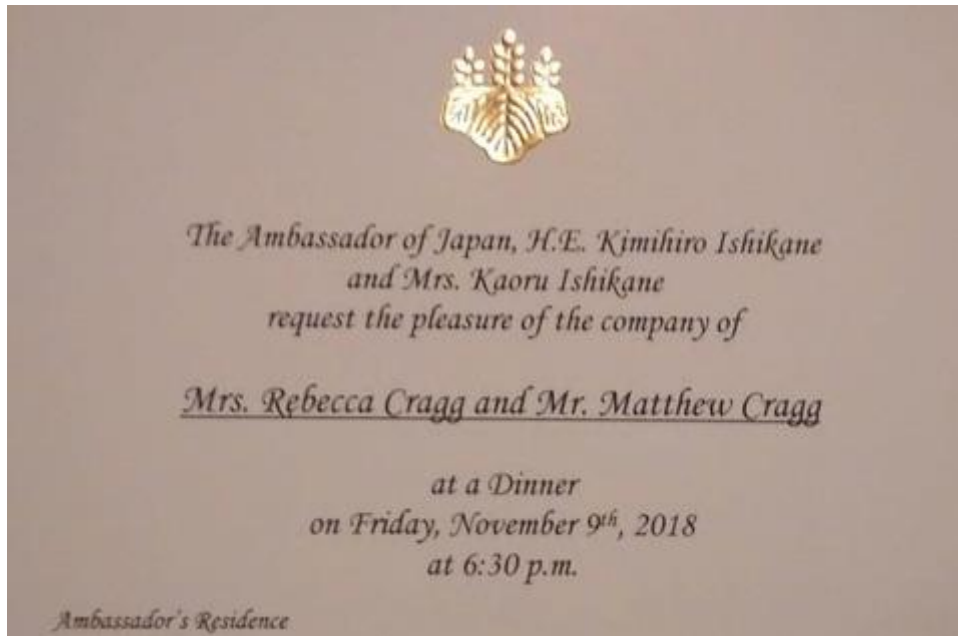 The Ambassador of Japan, H.E. Kimihiro Ishikane
and Mrs. Kaoru Ishikane
request the pleasure of the company of
Mrs. Rebecca Cragg and Mr. Matthew Cragg
at a Dinner
on Friday, November 9th, 2018
at 6:30 p.m.
Ambassador's Residence